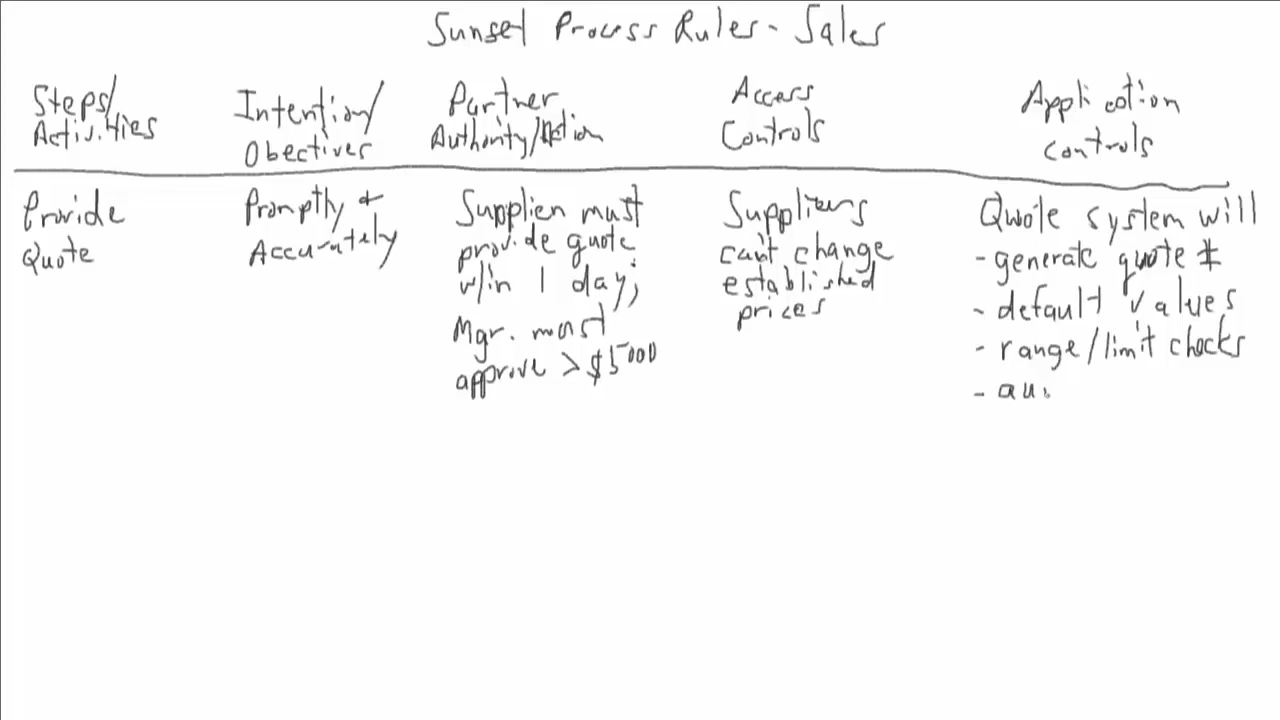 Sunset Process Rules - Sales
Steps/
Activities
Intention/
Obectives
Partner
Authority/Action
Access
Controls
Application
controls
Provide
Quote
Promptly +
Accurately
Supplier must
provide quote
w/in 1 day;
Mgr. must
approve > $5000
Suppliers
can't change
established
prices
Quote system will
- generate quote #
- default values
- range/limit checks
- au